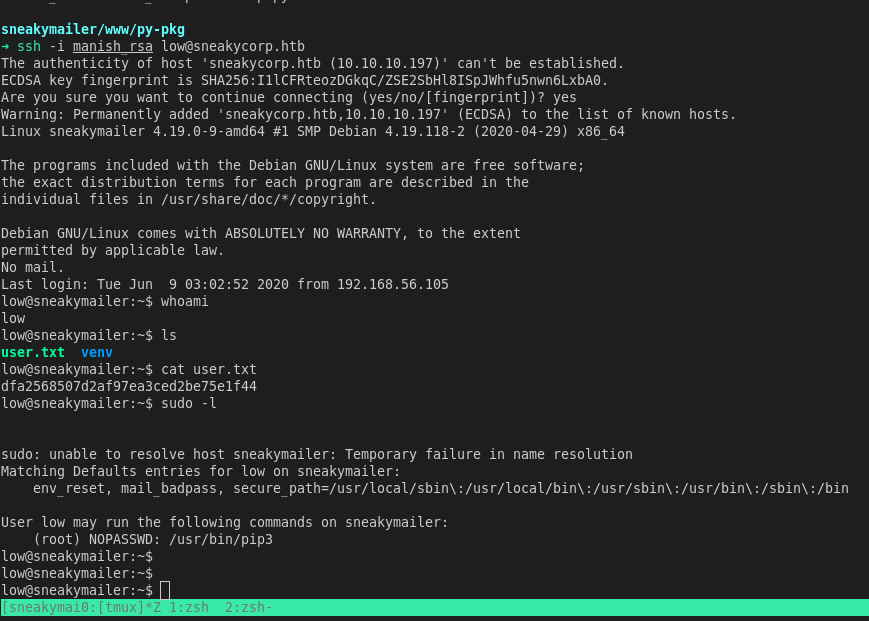 sneakymailer/www/py-pkg
→ ssh -i manish_rsa low@sneakycorp.htb
The authenticity of host 'sneakycorp.htb (10.10.10.197)' can't be established.
ECDSA key fingerprint is SHA256:I1lCFRteozDGkqC/ZSE2SbHl8ISpJWhfu5nwn6LxbA0.
Are you sure you want to continue connecting (yes/no/[fingerprint])? yes
Warning: Permanently added 'sneakycorp.htb,10.10.10.197' (ECDSA) to the list of known hosts.
Linux sneakymailer 4.19.0-9-amd64 #1 SMP Debian 4.19.118-2 (2020-04-29) x86_64
The programs included with the Debian GNU/Linux system are free software;
the exact distribution terms for each program are described in the
individual files in /usr/share/doc/*/copyright.
Debian GNU/Linux comes with ABSOLUTELY NO WARRANTY, to the extent
permitted by applicable law.
No mail.
Last login: Tue Jun  9 03:02:52 2020 from 192.168.56.105
low@sneakymailer:~$ whoami
low
low@sneakymailer:~$ ls
user.txt  venv
low@sneakymailer:~$ cat user.txt
dfa2568507d2af97ea3ced2be75e1f44
low@sneakymailer:~$ sudo -l
sudo: unable to resolve host sneakymailer: Temporary failure in name resolution
Matching Defaults entries for low on sneakymailer:
    env_reset, mail_badpass, secure_path=/usr/local/sbin\:/usr/local/bin\:/usr/sbin\:/usr/bin\:/sbin\:/bin
User low may run the following commands on sneakymailer:
    (root) NOPASSWD: /usr/bin/pip3
low@sneakymailer:~$
low@sneakymailer:~$
low@sneakymailer:~$
[sneakymai0:[tmux]*Z 1:zsh  2:zsh-